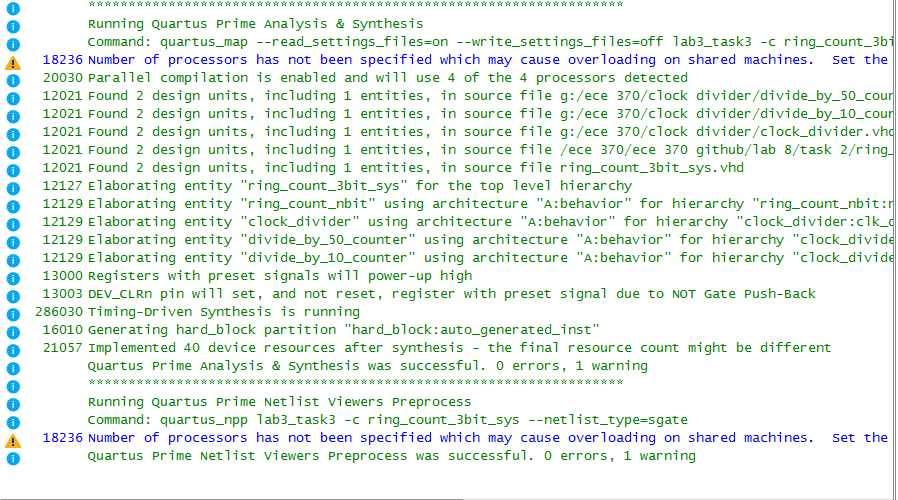 ******************************************************************
Running Quartus Prime Analysis & Synthesis
Command: quartus_map --read_settings_files=on --write_settings_files=off lab3_task3 -c ring_count_3bi
18236 Number of processors has not been specified which may cause overloading on shared machines.  Set the
20030 Parallel compilation is enabled and will use 4 of the 4 processors detected
12021 Found 2 design units, including 1 entities, in source file g:/ece 370/clock divider/divide_by_50_coun
12021 Found 2 design units, including 1 entities, in source file g:/ece 370/clock divider/divide_by_10_coun
12021 Found 2 design units, including 1 entities, in source file g:/ece 370/clock divider/clock_divider.vhd
12021 Found 2 design units, including 1 entities, in source file /ece 370/ece 370 github/lab 8/task 2/ring_
12021 Found 2 design units, including 1 entities, in source file ring_count_3bit_sys.vhd
12127 Elaborating entity "ring_count_3bit_sys" for the top level hierarchy
12129 Elaborating entity "ring_count_nbit" using architecture "A:behavior" for hierarchy "ring_count_nbit:r
12129 Elaborating entity "clock_divider" using architecture "A:behavior" for hierarchy "clock_divider:clk_d
12129 Elaborating entity "divide_by_50_counter" using architecture "A:behavior" for hierarchy "clock_divide
12129 Elaborating entity "divide_by_10_counter" using architecture "A:behavior" for hierarchy "clock_divide
13000 Registers with preset signals will power-up high
13003 DEV_CLRn pin will set, and not reset, register with preset signal due to NOT Gate Push-Back
286030 Timing-Driven Synthesis is running
16010 Generating hard_block partition "hard_block:auto_generated_inst"
21057 Implemented 40 device resources after synthesis - the final resource count might be different
Quartus Prime Analysis & Synthesis was successful. 0 errors, 1 warning
******************************************************************
Running Quartus Prime Netlist Viewers Preprocess
Command: quartus_npp lab3_task3 -c ring_count_3bit_sys --netlist_type=sgate
18236 Number of processors has not been specified which may cause overloading on shared machines.  Set the
Quartus Prime Netlist Viewers Preprocess was successful. 0 errors, 1 warning